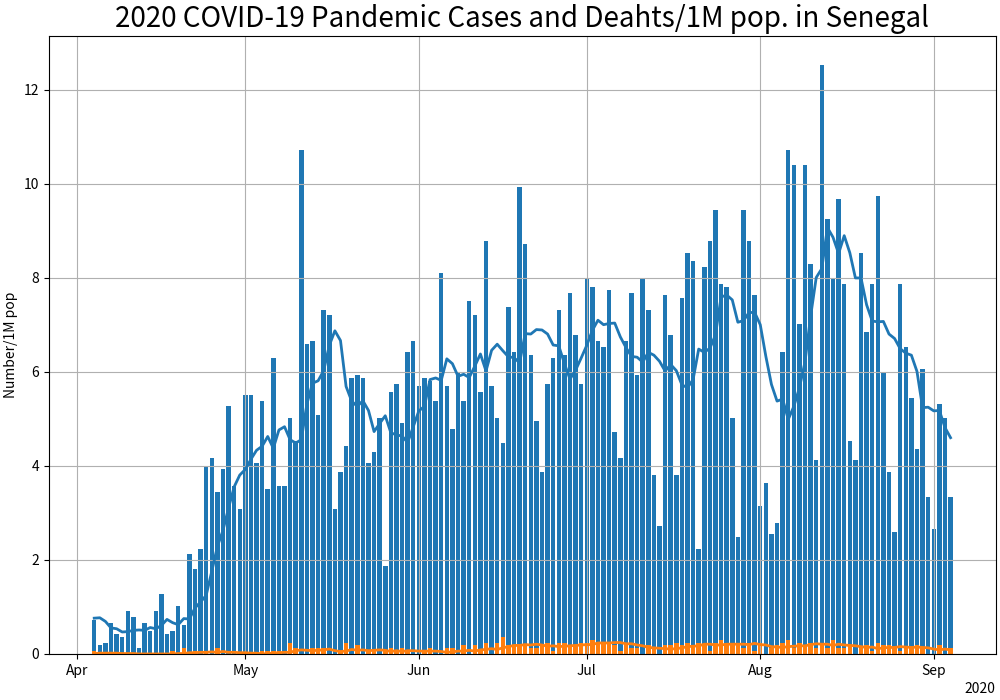 2020 COVID-19 Pandemic Cases and Deahts/1M pop. in Senegal
Number/1M pop
12
10
8
6
4
2
0
Apr May Jun Jul Aug Sep
2020